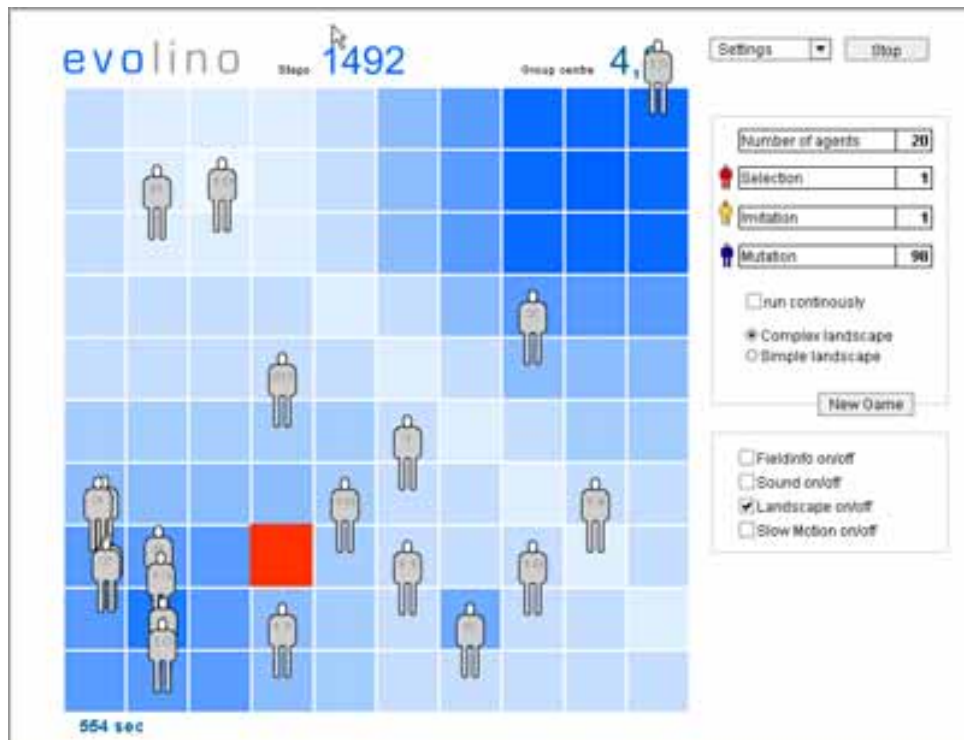 evolino
Steps 1492
Group centre 4,
Settings
Stop
Number of agents 20
Selection 1
Imitation 1
Mutation 98
run continously
Complex landscape
Simple landscape
New Game
Fieldinfo on/off
Sound on/off
Landscape on/off
Slow Motion on/off
554 sec